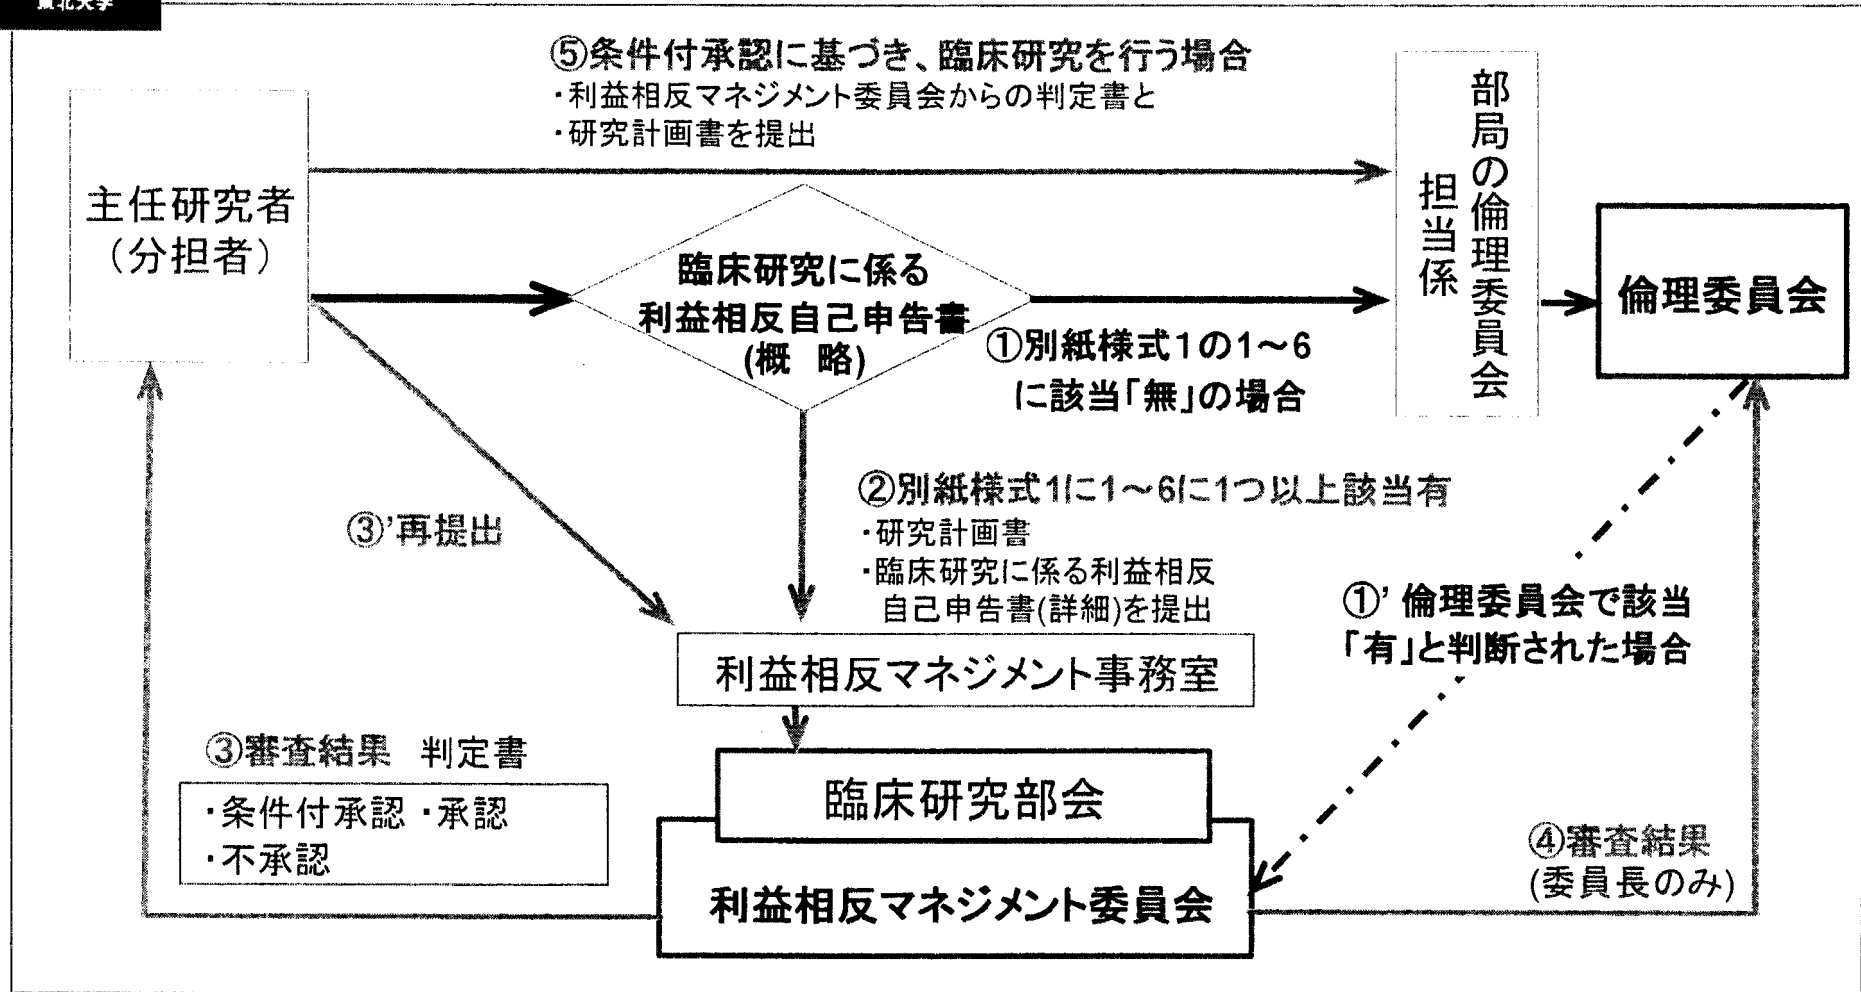 東北大学
⑤条件付承認に基づき、臨床研究を行う場合
・利益相反マネジメント委員会からの判定書と
・研究計画書を提出
主任研究者
(分担者)
部局の倫理委員会
担当係
臨床研究に係る
利益相反自己申告書
(概 略)
①別紙様式1の1～6
に該当「無」の場合
倫理委員会
②別紙様式1に1～6に1つ以上該当有
・研究計画書
・臨床研究に係る利益相反
自己申告書(詳細)を提出
③'再提出
①' 倫理委員会で該当
「有」と判断された場合
利益相反マネジメント事務室
③審査結果 判定書
・条件付承認 ・承認
・不承認
臨床研究部会
利益相反マネジメント委員会
④審査結果
(委員長のみ)